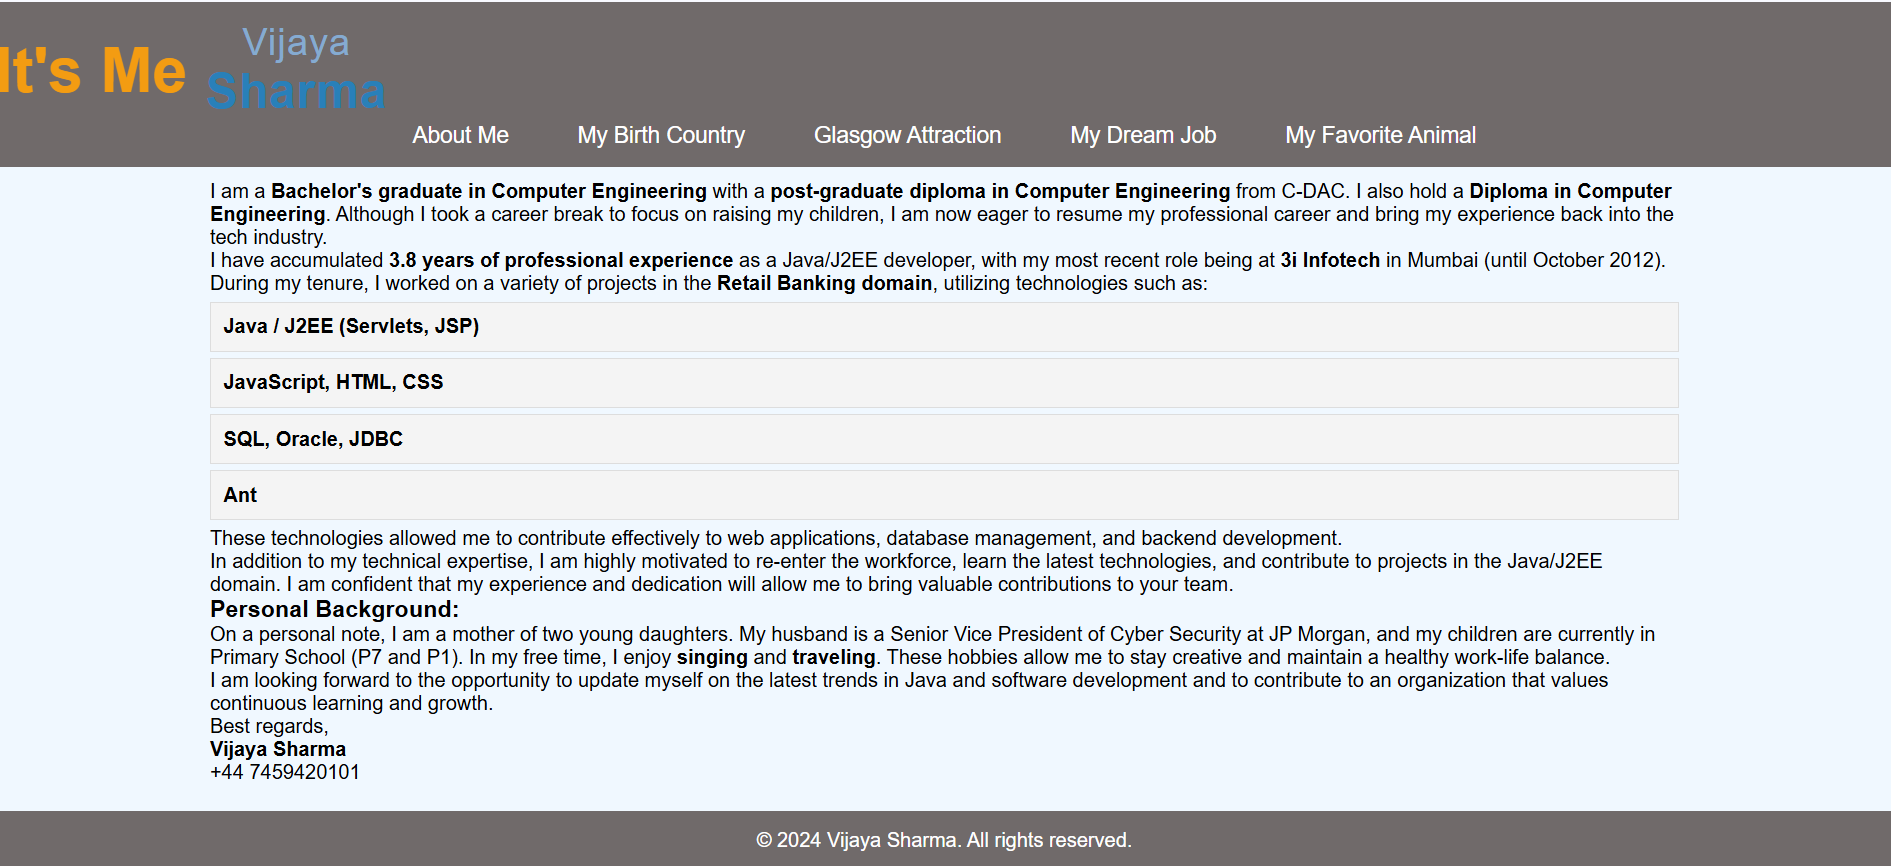 It's Me
Vijaya
Sharma
About Me My Birth Country Glasgow Attraction My Dream Job My Favorite Animal
I am a Bachelor's graduate in Computer Engineering with a post-graduate diploma in Computer Engineering from C-DAC. I also hold a Diploma in Computer
Engineering. Although I took a career break to focus on raising my children, I am now eager to resume my professional career and bring my experience back into the
tech industry.
I have accumulated 3.8 years of professional experience as a Java/J2EE developer, with my most recent role being at 3i Infotech in Mumbai (until October 2012).
During my tenure, I worked on a variety of projects in the Retail Banking domain, utilizing technologies such as:
Java / J2EE (Servlets, JSP)
JavaScript, HTML, CSS
SQL, Oracle, JDBC
Ant
These technologies allowed me to contribute effectively to web applications, database management, and backend development.
In addition to my technical expertise, I am highly motivated to re-enter the workforce, learn the latest technologies, and contribute to projects in the Java/J2EE
domain. I am confident that my experience and dedication will allow me to bring valuable contributions to your team.
Personal Background:
On a personal note, I am a mother of two young daughters. My husband is a Senior Vice President of Cyber Security at JP Morgan, and my children are currently in
Primary School (P7 and P1). In my free time, I enjoy singing and traveling. These hobbies allow me to stay creative and maintain a healthy work-life balance.
I am looking forward to the opportunity to update myself on the latest trends in Java and software development and to contribute to an organization that values
continuous learning and growth.
Best regards,
Vijaya Sharma
+44 7459420101
© 2024 Vijaya Sharma. All rights reserved.